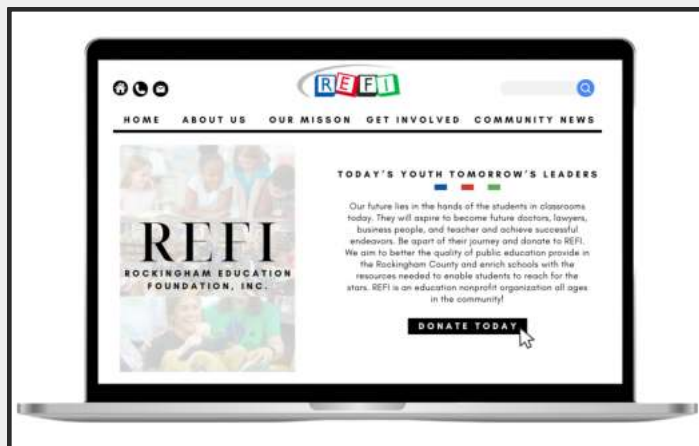 REFI
HOME ABOUT US OUR MISSON GET INVOLVED COMMUNITY NEWS
REFI
ROCKINGHAM EDUCATION
FOUNDATION, INC.
TODAY'S YOUTH TOMORROW'S LEADERS
Our future lies in the hands of the students in classrooms
today. They will aspire to become future doctors, lawyers,
business people, and teacher and achieve successful
endeavors. Be apart of their journey and donate to REFI.
We aim to better the quality of public education provide in
the Rockingham County and enrich schools with the
resources needed to enable students to reach for the
stars. REFI is an education nonprofit organization all ages
in the community!
DONATE TODAY